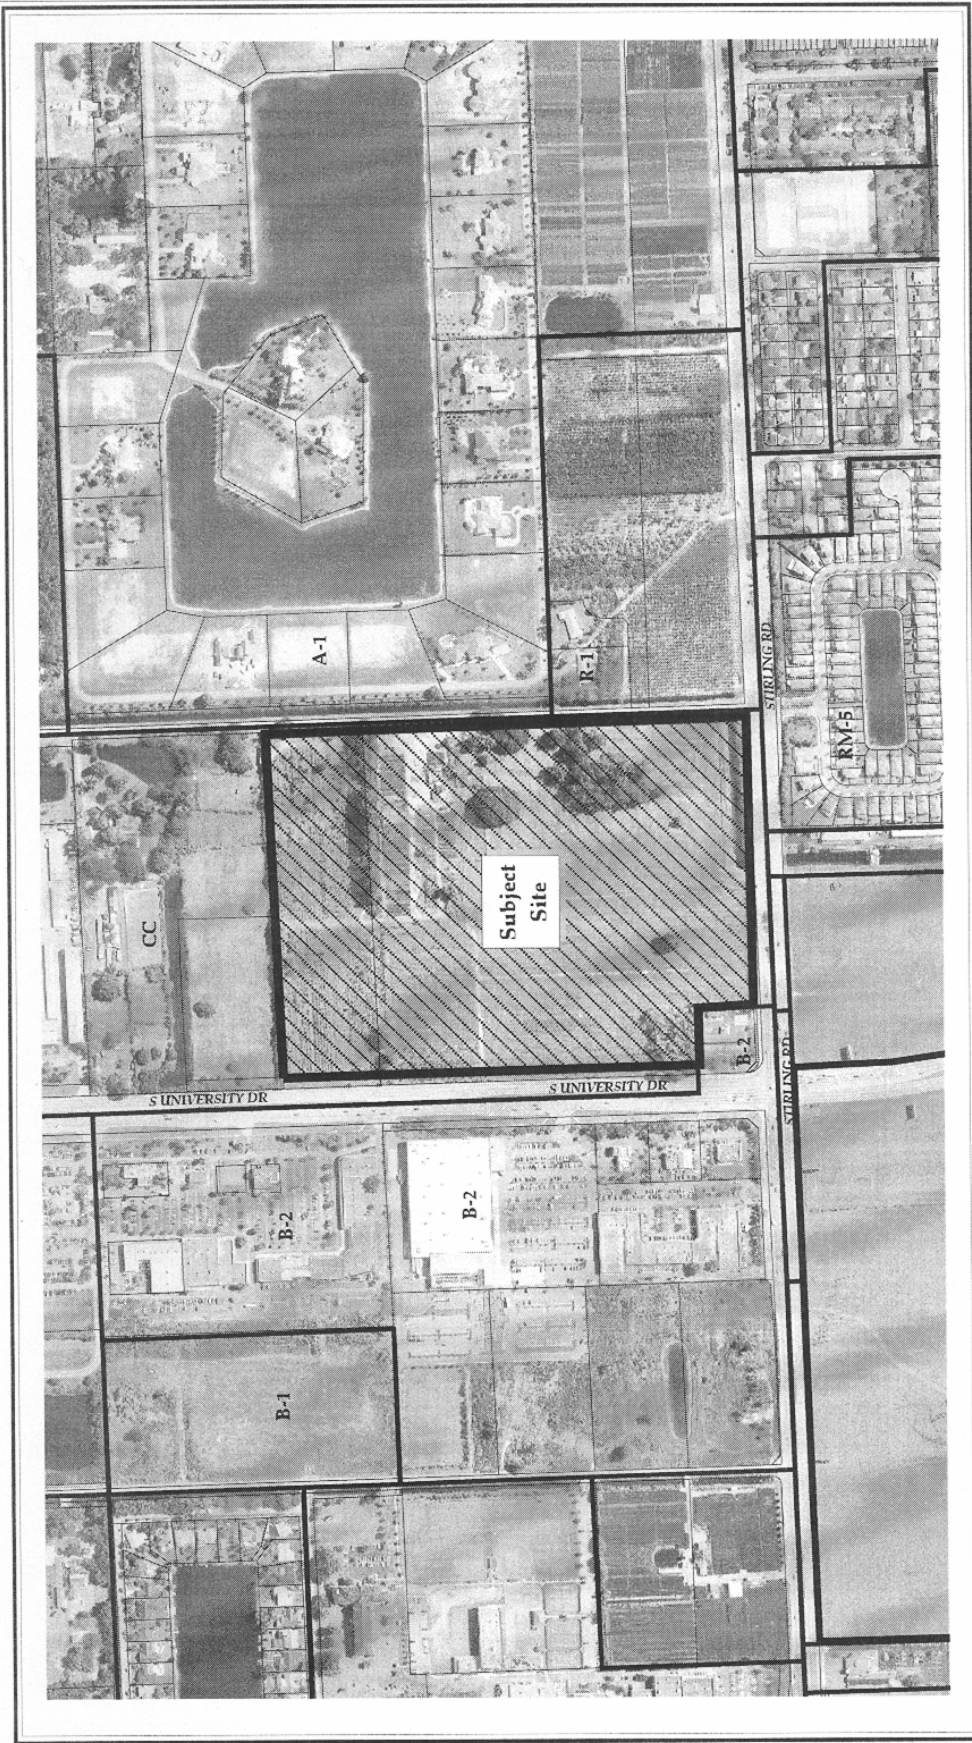 A-1
R-1
STIRLING RD
RM-5
CC
Subject
Site
B-2
S UNIVERSITY DR
S UNIVERSITY DR
STIRLING RD
B-2
B-2
B-1